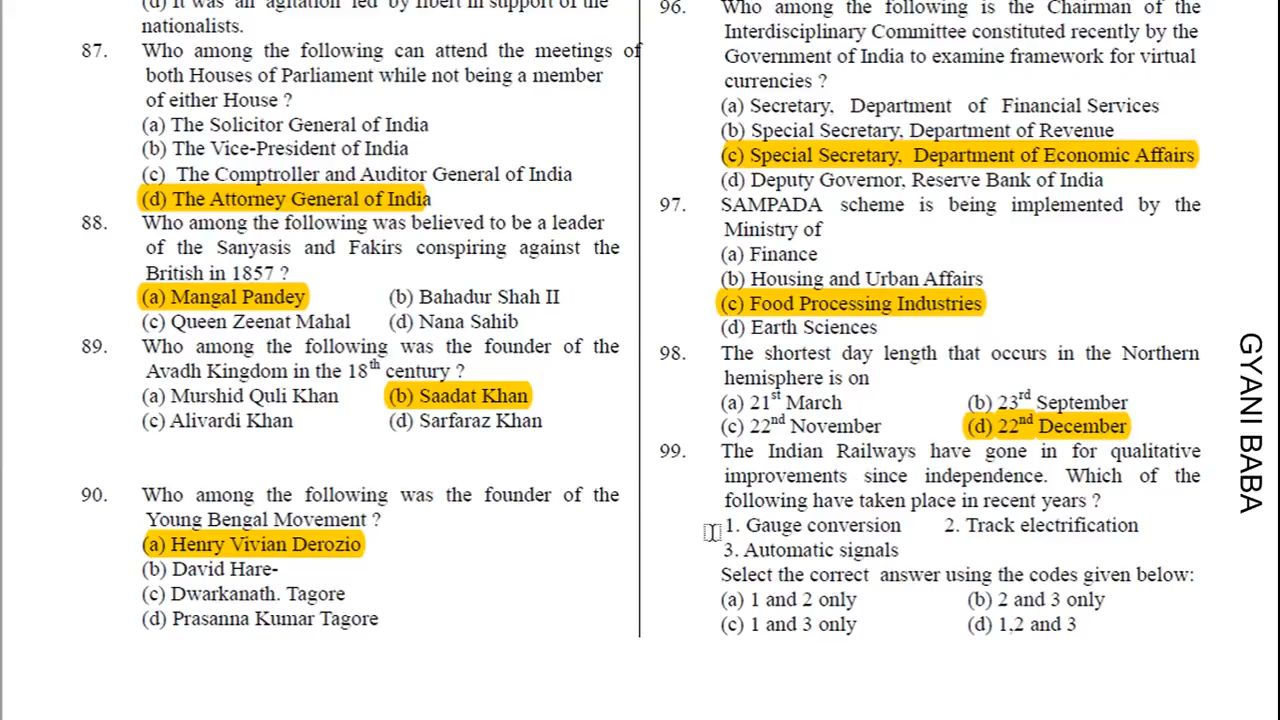 (d) It was an agitation led by Ilbert in support of the
nationalists.
87. Who among the following can attend the meetings of
both Houses of Parliament while not being a member
of either House ?
(a) The Solicitor General of India
(b) The Vice-President of India
(c) The Comptroller and Auditor General of India
(d) The Attorney General of India
88. Who among the following was believed to be a leader
of the Sanyasis and Fakirs conspiring against the
British in 1857 ?
(a) Mangal Pandey (b) Bahadur Shah II
(c) Queen Zeenat Mahal (d) Nana Sahib
89. Who among the following was the founder of the
Avadh Kingdom in the 18th century ?
(a) Murshid Quli Khan (b) Saadat Khan
(c) Alivardi Khan (d) Sarfaraz Khan
90. Who among the following was the founder of the
Young Bengal Movement ?
(a) Henry Vivian Derozio
(b) David Hare-
(c) Dwarkanath. Tagore
(d) Prasanna Kumar Tagore
96. Who among the following is the Chairman of the
Interdisciplinary Committee constituted recently by the
Government of India to examine framework for virtual
currencies ?
(a) Secretary, Department of Financial Services
(b) Special Secretary, Department of Revenue
(c) Special Secretary, Department of Economic Affairs
(d) Deputy Governor, Reserve Bank of India
97. SAMPADA scheme is being implemented by the
Ministry of
(a) Finance
(b) Housing and Urban Affairs
(c) Food Processing Industries
(d) Earth Sciences
98. The shortest day length that occurs in the Northern
hemisphere is on
(a) 21st March (b) 23rd September
(c) 22nd November (d) 22nd December
99. The Indian Railways have gone in for qualitative
improvements since independence. Which of the
following have taken place in recent years ?
1. Gauge conversion 2. Track electrification
3. Automatic signals
Select the correct answer using the codes given below:
(a) 1 and 2 only (b) 2 and 3 only
(c) 1 and 3 only (d) 1,2 and 3
GYANI BABA